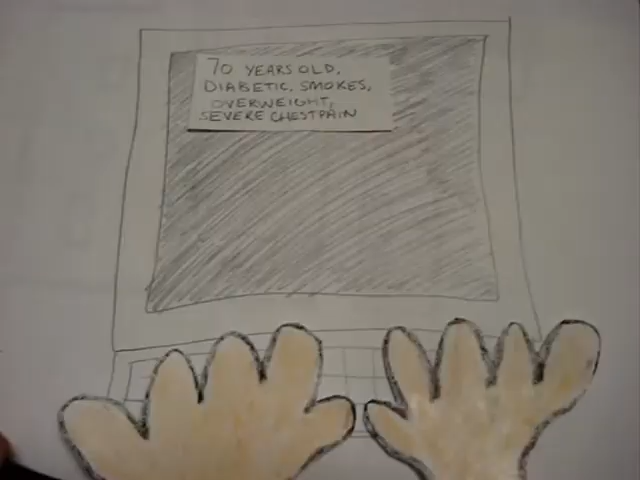 70 YEARS OLD,
DIABETIC, SMOKES,
OVERWEIGHT,
SEVERE CHESTPAIN